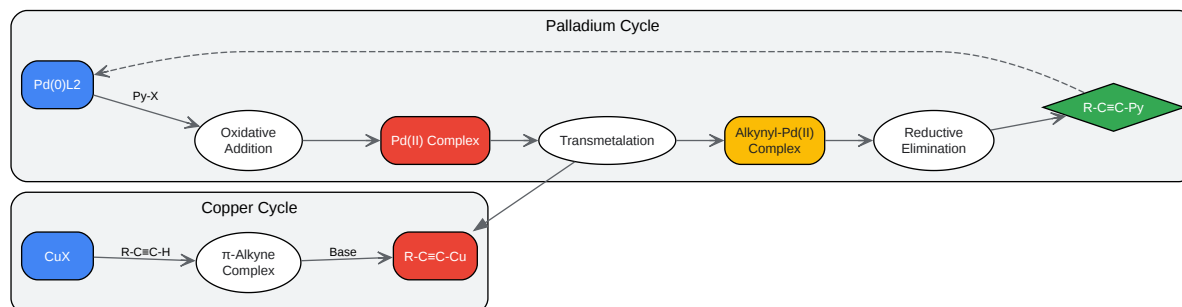 Palladium Cycle
Pd(0)L2
Py-X
Oxidative
Addition
Pd(II) Complex
Transmetalation
Alkynyl-Pd(II)
Complex
Reductive
Elimination
R-C≡C-Py
Copper Cycle
CuX
R-C≡C-H
π-Alkyne
Complex
Base
R-C≡C-Cu